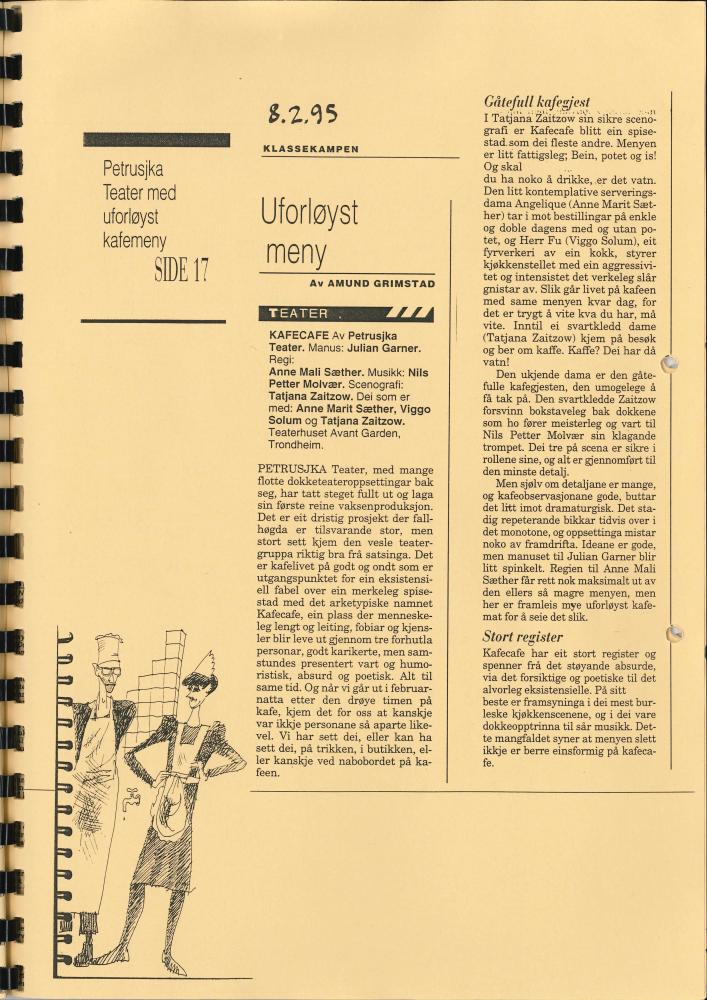 Petrusjka
Teater med
uforløyst
kafemeny
SIDE 17
8.2.95
KLASSEKAMPEN
Uforløyst
meny
Av AMUND GRIMSTAD
TEATER
KAFECAFE Av Petrusjka
Teater. Manus: Julian Garner.
Regi:
Anne Mali Sæther. Musikk: Nils
Petter Molvær. Scenografi:
Tatjana Zaitzow. Dei som er
med: Anne Marit Sæther, Viggo
Solum og Tatjana Zaitzow.
Teaterhuset Avant Garden,
Trondheim.
PETRUSJKA Teater, med mange
flotte dokketeateroppsettingar bak
seg, har tatt steget fullt ut og laga
sin første reine vaksenproduksjon.
Det er eit dristig prosjekt der fall-
høgda er tilsvarande stor, men
stort sett kjem den vesle teater-
gruppa riktig bra frå satsinga. Det
er kafelivet på godt og ondt som er
utgangspunktet for ein eksistensi-
ell fabel over ein merkeleg spise-
stad med det arketypiske namnet
Kafecafe, ein plass der menneske-
leg lengt og leiting, fobiar og kjens-
ler blir leve ut gjennom tre forhutla
personar, godt karikerte, men sam-
stundes presentert vart og humo-
ristisk, absurd og poetisk. Alt til
same tid. Og når vi går ut i februar-
natta etter den drøye timen på
kafe, kjem det for oss at kanskje
var ikkje personane så aparte like-
vel. Vi har sett dei, eller kan ha
sett dei, på trikken, i butikken, el-
ler kanskje ved nabobordet på ka-
feen.
Gåtefull kafegjest
I Tatjana Zaitzow sin sikre sceno-
grafi er Kafecafe blitt ein spise-
stad som dei fleste andre. Menyen
er litt fattigsleg; Bein, potet og is!
Og skal
du ha noko å drikke, er det vatn.
Den litt kontemplative serverings-
dama Angelique (Anne Marit Sæt-
her) tar i mot bestillingar på enkle
og doble dagens med og utan po-
tet, og Herr Fu (Viggo Solum), eit
fyrverkeri av ein kokk, styrer
kjøkkenstellet med ein aggressivi-
tet og intensistet det verkeleg slår
gnistar av. Slik går livet på kafeen
med same menyen kvar dag, for
det er trygt å vite kva du har, må
vite. Inntil ei svartkledd dame
(Tatjana Zaitzow) kjem på besøk
og ber om kaffe. Kaffe? Dei har då
vatn!
Den ukjende dama er den gåte-
fulle kafegjesten, den umogelege å
få tak på. Den svartkledde Zaitzow
forsvinn bokstaveleg bak dokkene
som ho fører meisterleg og vart til
Nils Petter Molvær sin klagande
trompet. Dei tre på scena er sikre i
rollene sine, og alt er gjennomført til
den minste detalj.
Men sjølv om detaljane er mange,
og kafeobservasjonane gode, buttar
det litt imot dramaturgisk. Det sta-
dig repeterande bikkar tidvis over i
det monotone, og oppsettinga mistar
noko av framdrifta. Ideane er gode,
men manuset til Julian Garner blir
litt spinkelt. Regien til Anne Mali
Sæther får rett nok maksimalt ut av
den ellers så magre menyen, men
her er framleis mye uforløyst kafe-
mat for å seie det slik.
Stort register
Kafecafe har eit stort register og
spenner frå det støyande absurde,
via det forsiktige og poetiske til det
alvorleg eksistensielle. På sitt
beste er framsyninga i dei mest bur-
leske kjøkkenscenene, og i dei vare
dokkeopptrinna til sår musikk. Det-
te mangfaldet syner at menyen slett
ikkje er berre einsformig på kafeca-
fe.